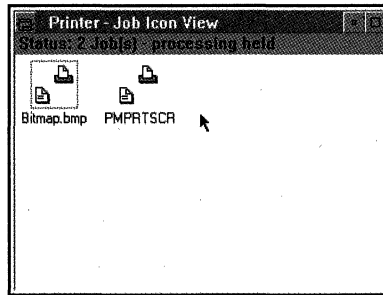 Printer - Job Icon View
Status: 2 Job(s) - processing held
Bitmap.bmp PMPRTSCR